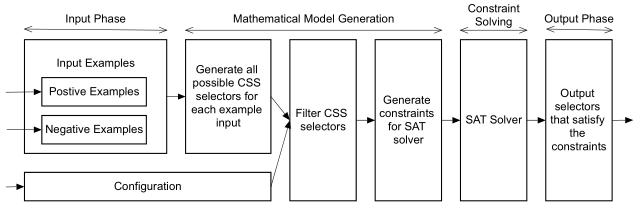 Input Phase
Mathematical Model Generation
Constraint
Solving
Output Phase
Input Examples
Postive Examples
Negative Examples
Configuration
Generate all
possible CSS
selectors for
each example
input
Filter CSS
selectors
Generate
constraints
for SAT
solver
SAT Solver
Output
selectors
that satisfy
the
constraints